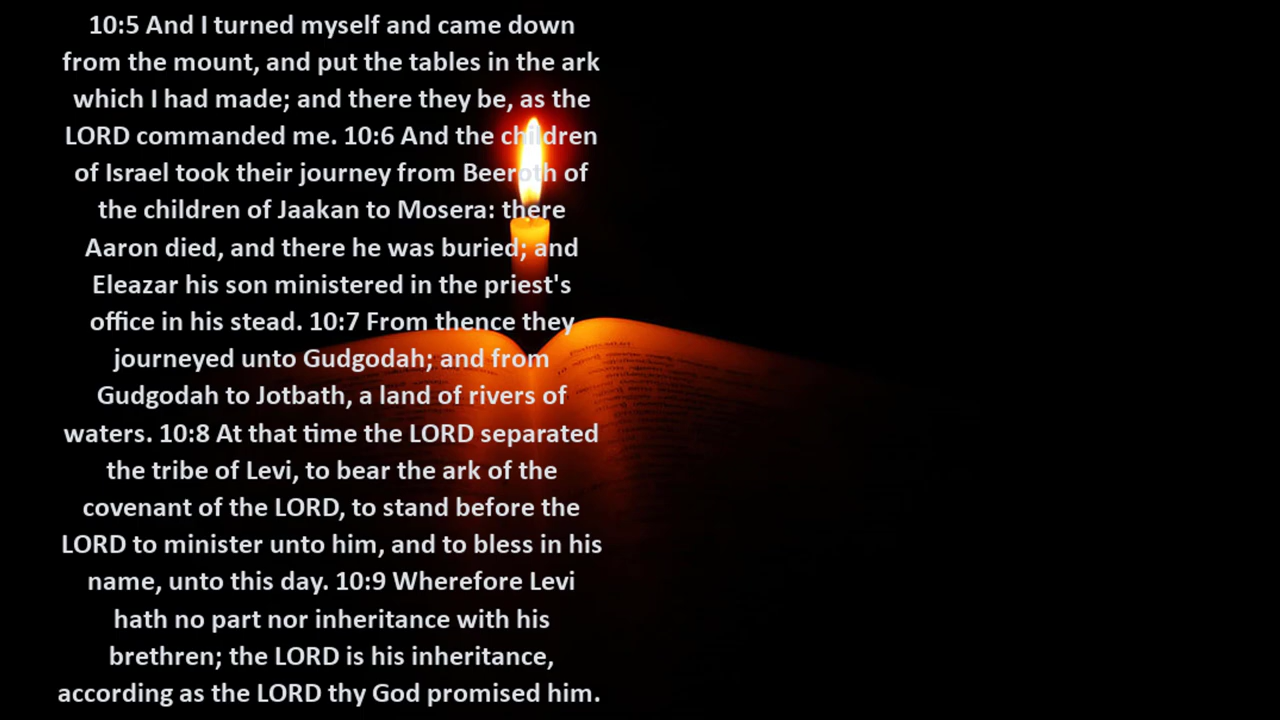 10:5 And I turned myself and came down
from the mount, and put the tables in the ark
which I had made; and there they be, as the
LORD commanded me. 10:6 And the children
of Israel took their journey from Beeroth of
the children of Jaakan to Mosera: there
Aaron died, and there he was buried; and
Eleazar his son ministered in the priest's
office in his stead. 10:7 From thence they
journeyed unto Gudgodah; and from
Gudgodah to Jotbath, a land of rivers of
waters. 10:8 At that time the LORD separated
the tribe of Levi, to bear the ark of the
covenant of the LORD, to stand before the
LORD to minister unto him, and to bless in his
name, unto this day. 10:9 Wherefore Levi
hath no part nor inheritance with his
brethren; the LORD is his inheritance,
according as the LORD thy God promised him.